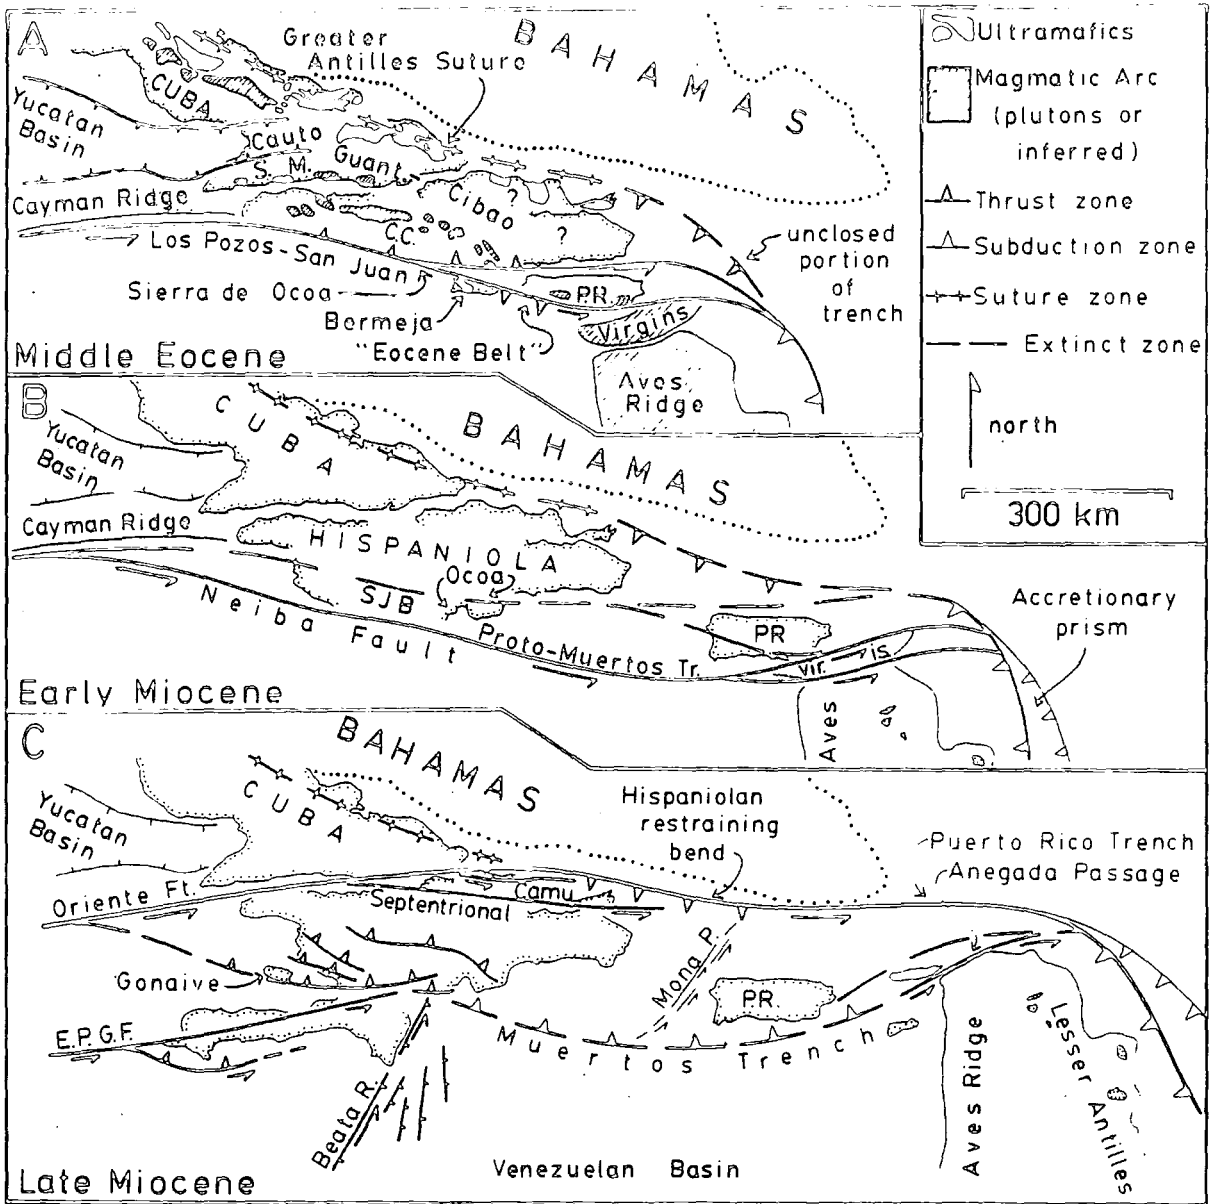 A
Greater
Antilles Suture
BAHAMAS
CUBA
Yucatan
Basin
Cauto
Guant.
S. M.
Cibao
?
?
Cayman Ridge
C.C.
Los Pozos-San Juan
Sierra de Ocoa
Bermeja
"Eocene Belt"
PR.
Virgins
Aves
Ridge
unclosed
portion
of
trench
Middle Eocene
Ultramafics
Magmatic Arc
(plutons or
inferred)
Thrust zone
Subduction zone
Suture zone
Extinct zone
north
300 km
B
CUBA
BAHAMAS
Yucatan
Basin
Cayman Ridge
HISPANIOLA
Ocoa
SJB
Neiba Fault
Proto-Muertos Tr.
PR
Vir. is.
Aves
Accretionary
prism
Early Miocene
C
BAHAMAS
CUBA
Yucatan
Basin
Hispaniolan
restraining
bend
Puerto Rico Trench
Anegada Passage
Oriente Ft.
Camu
Septentrional
Gonaive
Mona P.
P.R.
E.P.G.F.
Muertos Trench
Beata R.
Aves Ridge
Lesser Antilles
Venezuelan Basin
Late Miocene